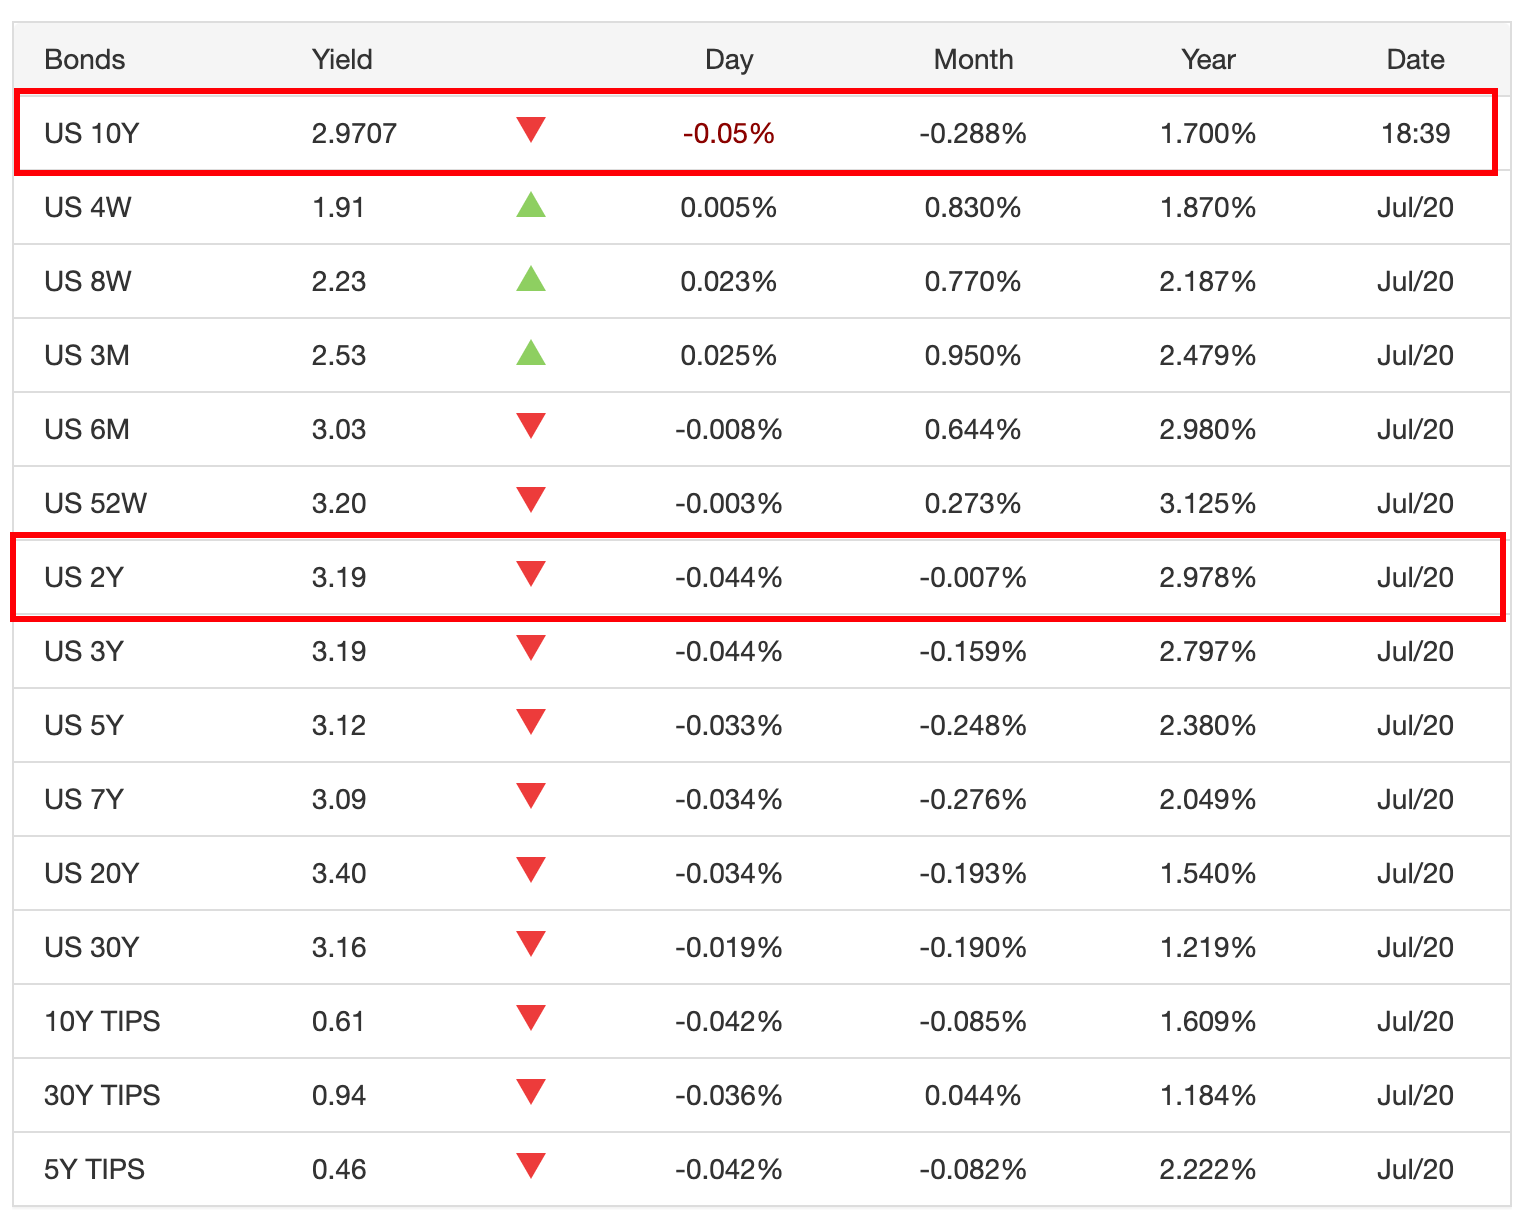 Bonds Yield Day Month Year Date
US 10Y 2.9707 -0.05% -0.288% 1.700% 18:39
US 4W 1.91 0.005% 0.830% 1.870% Jul/20
US 8W 2.23 0.023% 0.770% 2.187% Jul/20
US 3M 2.53 0.025% 0.950% 2.479% Jul/20
US 6M 3.03 -0.008% 0.644% 2.980% Jul/20
US 52W 3.20 -0.003% 0.273% 3.125% Jul/20
US 2Y 3.19 -0.044% -0.007% 2.978% Jul/20
US 3Y 3.19 -0.044% -0.159% 2.797% Jul/20
US 5Y 3.12 -0.033% -0.248% 2.380% Jul/20
US 7Y 3.09 -0.034% -0.276% 2.049% Jul/20
US 20Y 3.40 -0.034% -0.193% 1.540% Jul/20
US 30Y 3.16 -0.019% -0.190% 1.219% Jul/20
10Y TIPS 0.61 -0.042% -0.085% 1.609% Jul/20
30Y TIPS 0.94 -0.036% 0.044% 1.184% Jul/20
5Y TIPS 0.46 -0.042% -0.082% 2.222% Jul/20